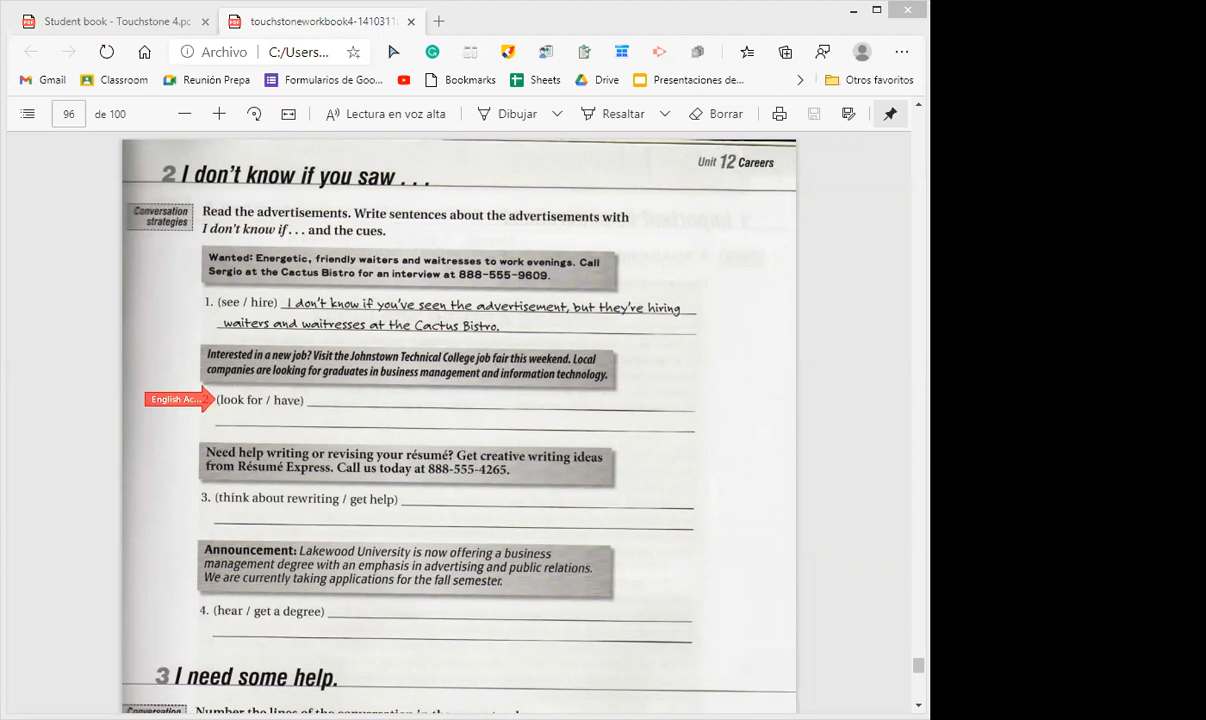 Student book - Touchstone 4.pc
touchstoneworkbook4-1410311
Archivo
C:/Users...
Gmail
Classroom
Reunión Prepa
Formularios de Goo...
Bookmarks
Sheets
Drive
Presentaciones de...
Otros favoritos
96
de 100
Lectura en voz alta
Dibujar
Resaltar
Borrar
Unit 12 Careers
2 I don't know if you saw . . .
Conversation
strategies
Read the advertisements. Write sentences about the advertisements with
I don't know if . . . and the cues.
Wanted: Energetic, friendly waiters and waitresses to work evenings. Call
Sergio at the Cactus Bistro for an interview at 888-555-9609.
1. (see / hire) I don't know if you've seen the advertisement, but they're hiring
waiters and waitresses at the Cactus Bistro.
Interested in a new job? Visit the Johnstown Technical College job fair this weekend. Local
companies are looking for graduates in business management and information technology.
English Ac...
(look for / have)
Need help writing or revising your résumé? Get creative writing ideas
from Résumé Express. Call us today at 888-555-4265.
3. (think about rewriting / get help)
Announcement: Lakewood University is now offering a business
management degree with an emphasis in advertising and public relations.
We are currently taking applications for the fall semester.
4. (hear / get a degree)
3 I need some help.
Conversation
Number the lines of the conversation in the